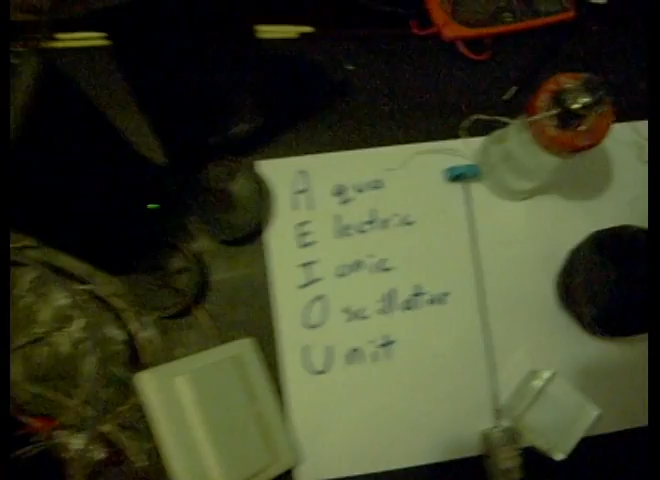 A qua
E lectric
I onic
O scillator
U nit